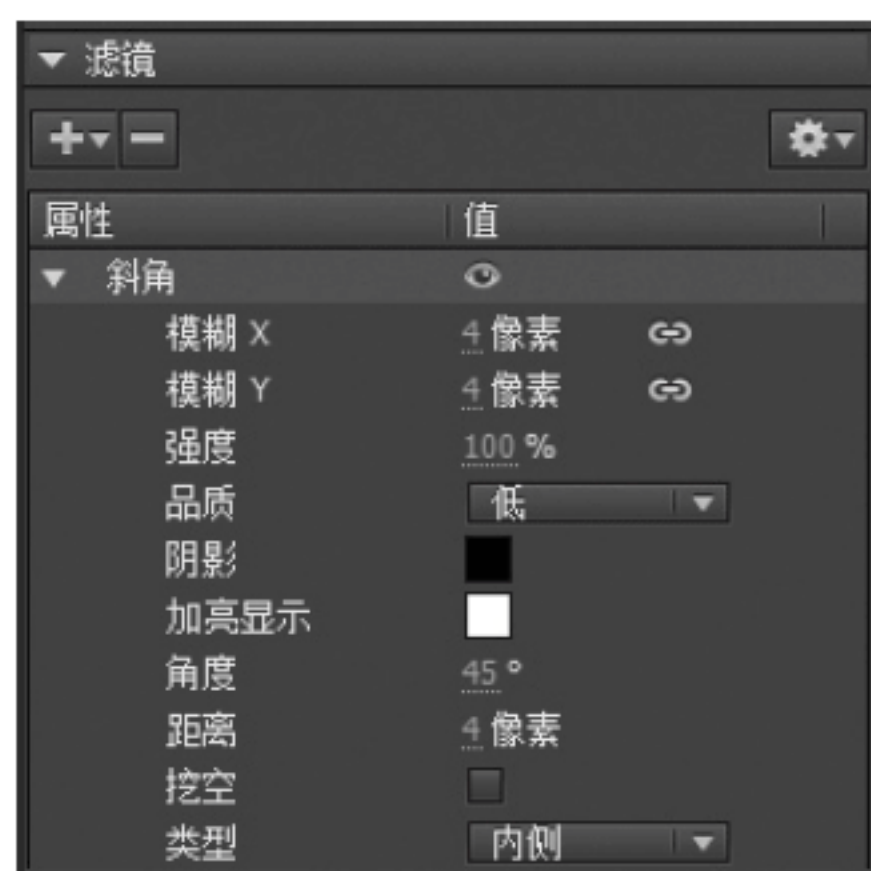 滤镜
属性 值
斜角
模糊 X 4 像素
模糊 Y 4 像素
强度 100 %
品质 低
阴影
加亮显示
角度 45 °
距离 4 像素
挖空
类型 内侧